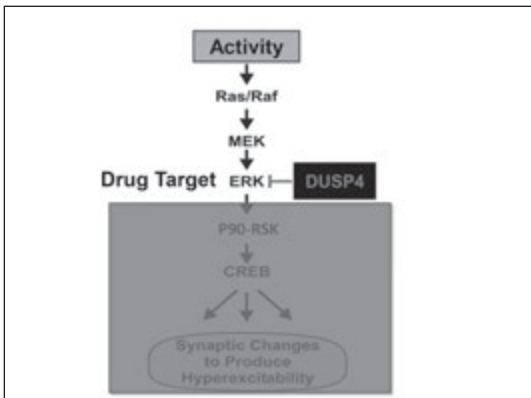 Activity
Ras/Raf
MEK
Drug Target ERK DUSP4
P90-RSK
CREB
Synaptic Changes
to Produce
Hyperexcitability